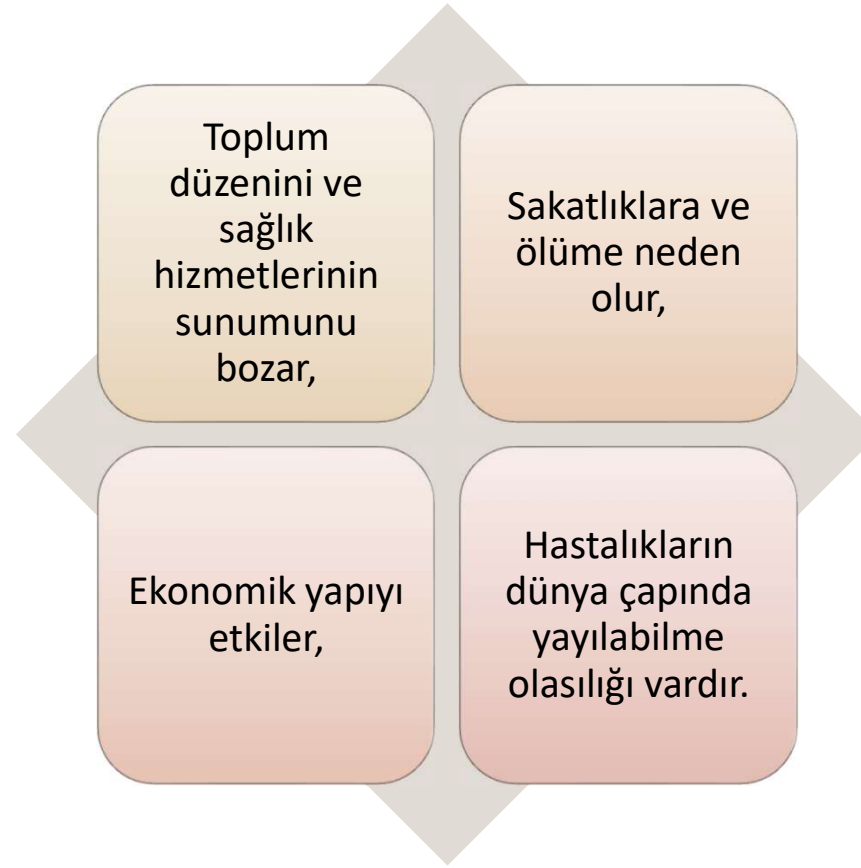 Toplum
düzenini ve
sağlık
hizmetlerinin
sunumunu
bozar,
Sakatlıklara ve
ölüme neden
olur,
Ekonomik yapıyı
etkiler,
Hastalıkların
dünya çapında
yayılabilme
olasılığı vardır.